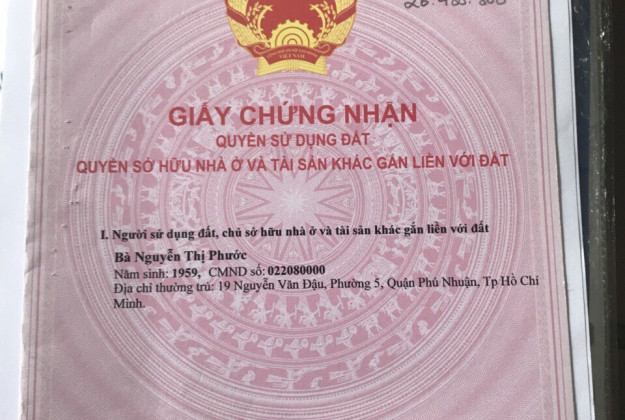 VIỆT NAM
GIẤY CHỨNG NHẬN
QUYỀN SỬ DỤNG ĐẤT
QUYỀN SỞ HỮU NHÀ Ở VÀ TÀI SẢN KHÁC GẮN LIỀN VỚI ĐẤT
I. Người sử dụng đất, chủ sở hữu nhà ở và tài sản khác gắn liền với đất
Bà Nguyễn Thị Phước
Năm sinh: 1959, CMND số: 022080000
Địa chỉ thường trú: 19 Nguyễn Văn Đậu, Phường 5, Quận Phú Nhuận, Tp Hồ Chí
Minh.